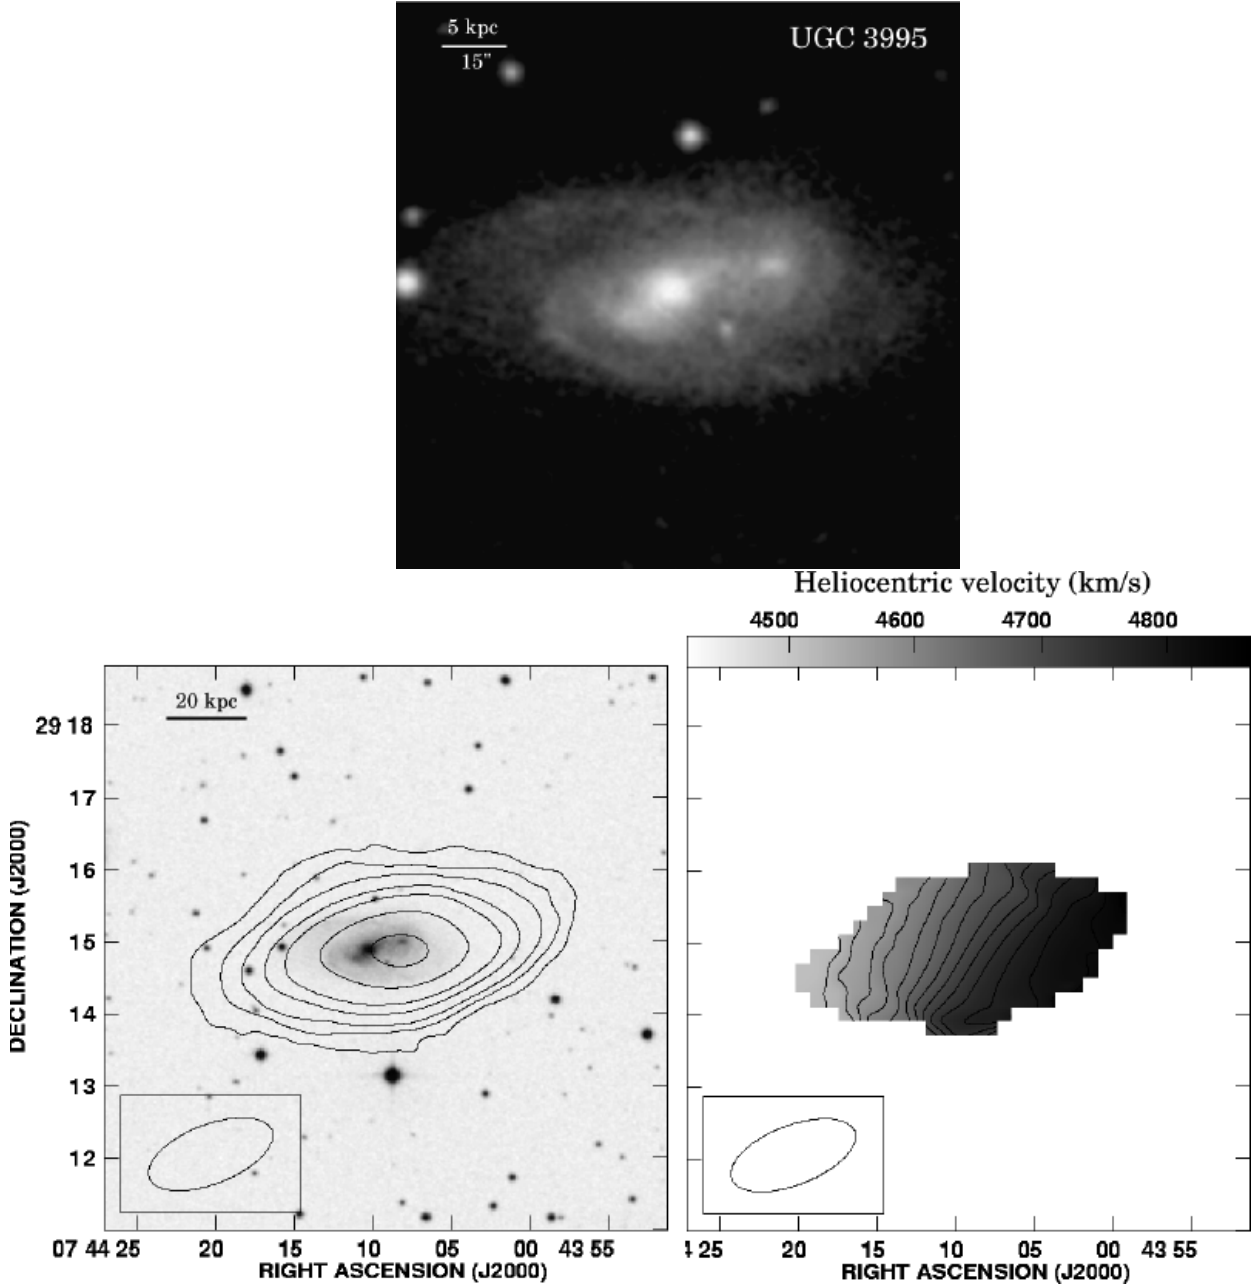 5 kpc
15"
UGC 3995
Heliocentric velocity (km/s)
4500 4600 4700 4800
20 kpc
29 18
17
16
15
14
13
12
DECLINATION (J2000)
07 44 25 20 15 10 05 00 43 55
RIGHT ASCENSION (J2000)
4 25 20 15 10 05 00 43 55
RIGHT ASCENSION (J2000)